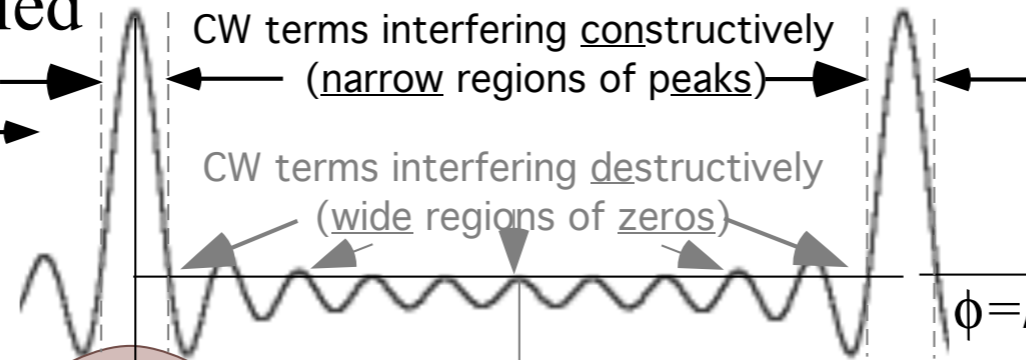 CW terms interfering constructively
(narrow regions of peaks)
CW terms interfering destructively
(wide regions of zeros)
ϕ=